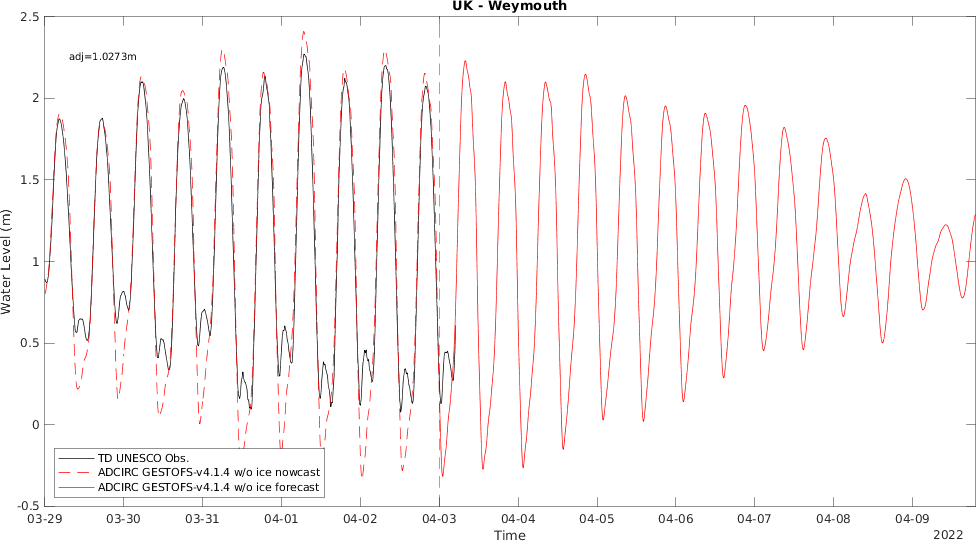 UK - Weymouth
adj=1.0273m
Water Level (m)
2.5
2
1.5
1
0.5
0
-0.5
TD UNESCO Obs.
ADCIRC GESTOFS-v4.1.4 w/o ice nowcast
ADCIRC GESTOFS-v4.1.4 w/o ice forecast
03-29 03-30 03-31 04-01 04-02 04-03 04-04 04-05 04-06 04-07 04-08 04-09
Time
2022